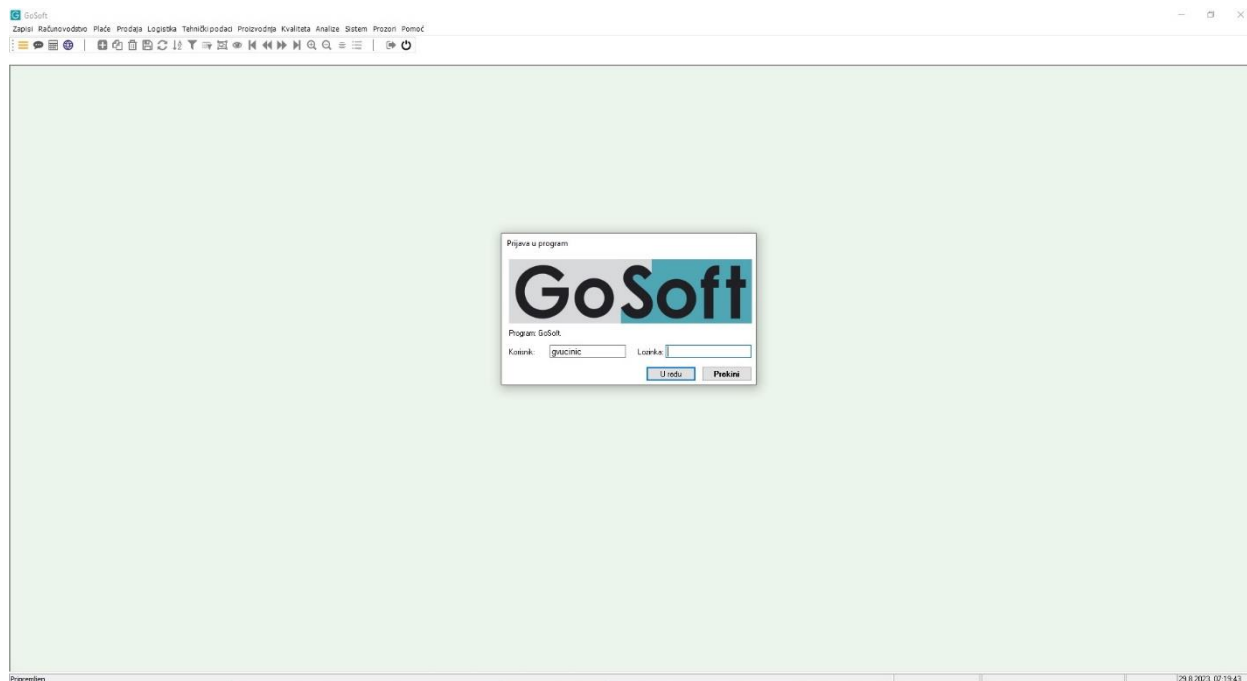 GoSoft
Zapisi Računovodstvo Plaće Prodaja Logistika Tehnički podaci Proizvodnja Kvaliteta Analize Sistem Prozori Pomoć
Prijava u program
GoSoft
Program: GoSoft.
Korisnik: gvucinic Lozinka:
U redu Prekini
Pripremljen 29.8.2023. 07:19:43